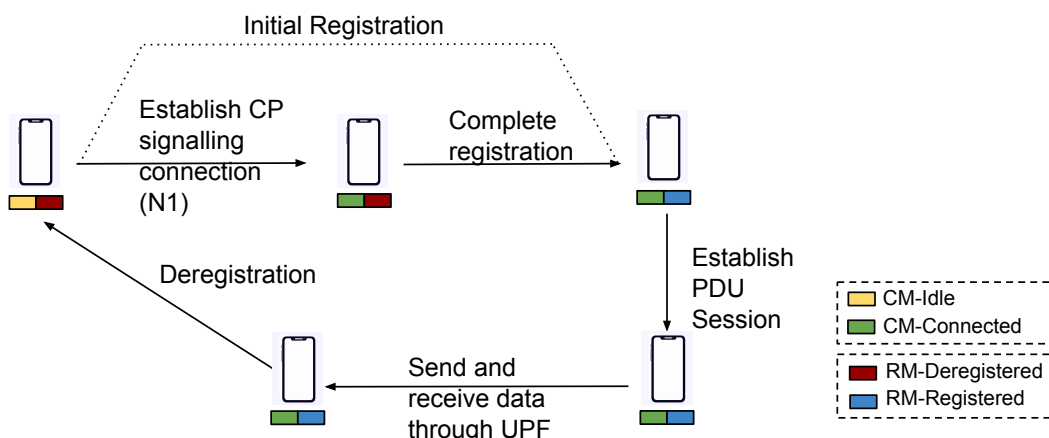 Initial Registration
Establish CP
signalling
connection
(N1)
Complete
registration
Establish
PDU
Session
Deregistration
Send and
receive data
through UPF
CM-Idle
CM-Connected
RM-Deregistered
RM-Registered